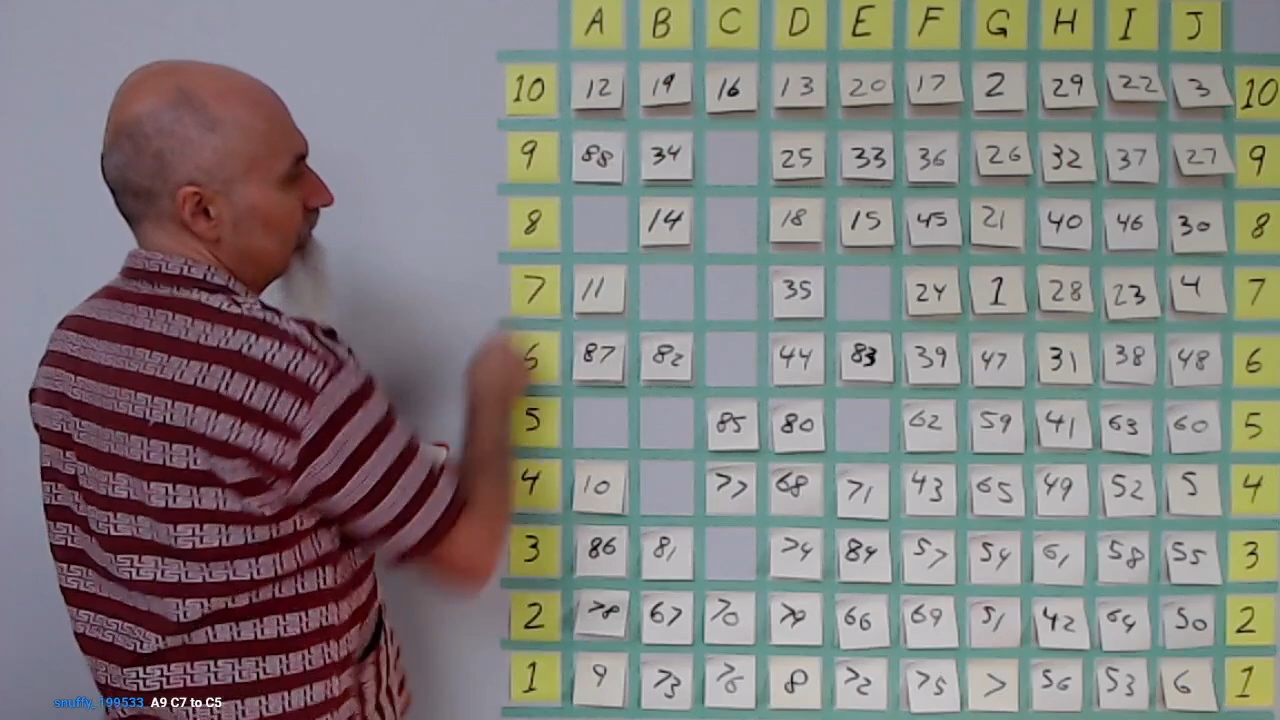 A B C D E F G H I J
10 12 19 16 13 20 17 2 29 22 3 10
9 88 34 25 33 36 26 32 37 27 9
8 14 18 15 45 21 40 46 30 8
7 11 35 24 1 28 23 4 7
6 87 82 44 83 39 47 31 38 48 6
5 85 80 62 59 41 63 60 5
4 10 77 68 71 43 65 49 52 5 4
3 86 81 74 84 57 54 61 58 55 3
2 78 67 70 79 66 69 51 42 64 50 2
1 9 73 76 8 72 75 7 56 53 6 1
snuffy_199533 A9 C7 to C5